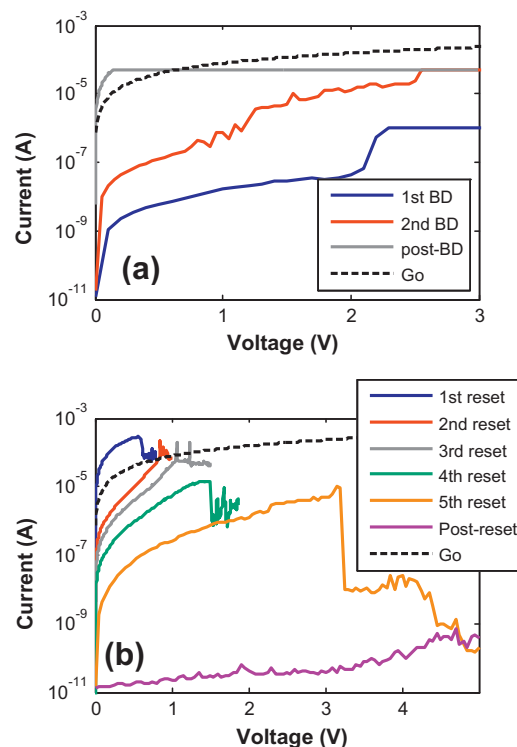 10^-3
10^-5
10^-7
10^-9
10^-11
Current (A)
1st BD
2nd BD
post-BD
Go
(a)
0 1 2 3
Voltage (V)
10^-3
10^-5
10^-7
10^-9
10^-11
Current (A)
1st reset
2nd reset
3rd reset
4th reset
5th reset
Post-reset
Go
(b)
0 1 2 3 4
Voltage (V)